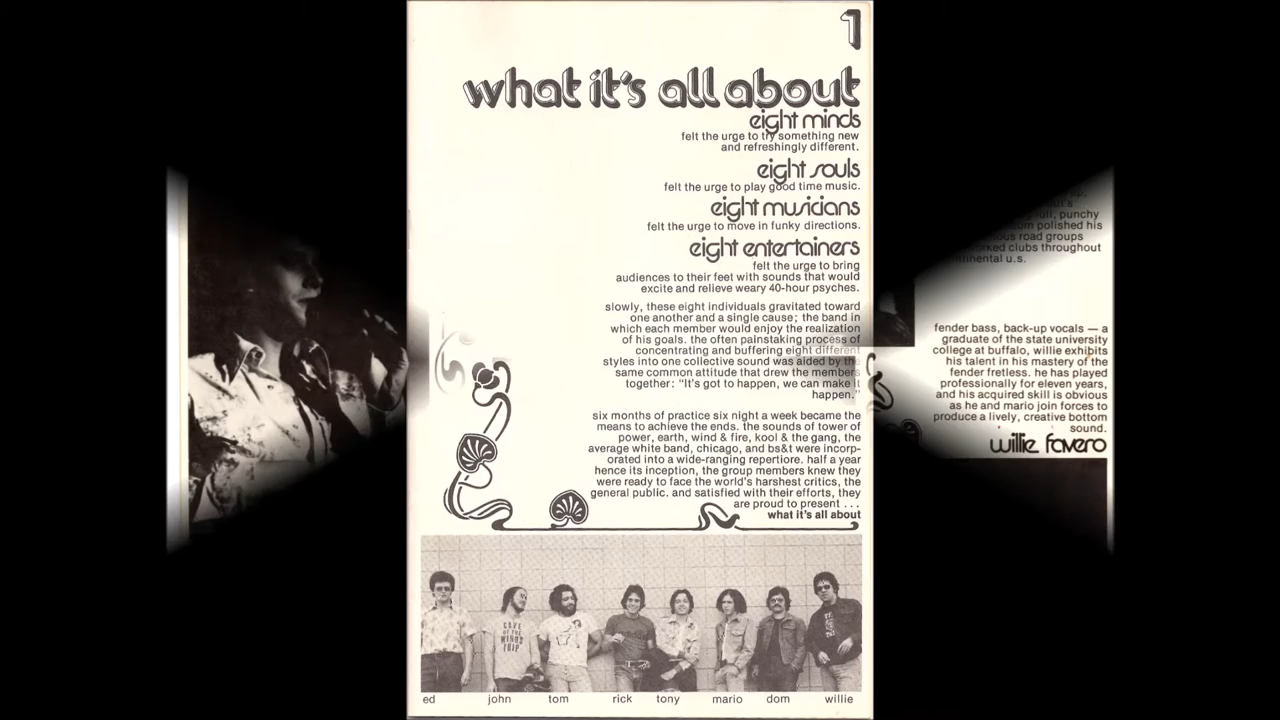 1
what it's all about
eight minds
felt the urge to try something new
and refreshingly different.
eight souls
felt the urge to play good time music.
eight musicians
felt the urge to move in funky directions.
eight entertainers
felt the urge to bring
audiences to their feet with sounds that would
excite and relieve weary 40-hour psyches.
slowly, these eight individuals gravitated toward
one another and a single cause; the band in
which each member would enjoy the realization
of his goals. the often painstaking process of
concentrating and buffering eight different
styles into one collective sound was aided by the
same common attitude that drew the members
together: "It's got to happen, we can make it
happen."
six months of practice six night a week became the
means to achieve the ends. the sounds of tower of
power, earth, wind & fire, kool & the gang, the
average white band, chicago, and bs&t were incorp-
orated into a wide-ranging repertiore. half a year
hence its inception, the group members knew they
were ready to face the world's harshest critics, the
general public. and satisfied with their efforts, they
are proud to present . . .
what it's all about
CAVE
OF THE
WINDS
TRIP
ed john tom rick tony mario dom willie
full, punchy
polished his
road groups
clubs throughout
u.s.
fender bass, back-up vocals — a
graduate of the state university
college at buffalo, willie exhibits
his talent in his mastery of the
fender fretless. he has played
professionally for eleven years,
and his acquired skill is obvious
as he and mario join forces to
produce a lively, creative bottom
sound.
willie favero